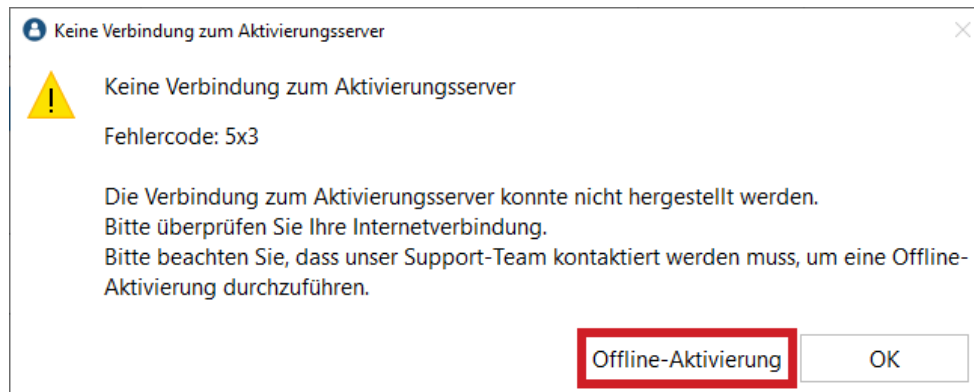 Keine Verbindung zum Aktivierungsserver
Keine Verbindung zum Aktivierungsserver
Fehlercode: 5x3
Die Verbindung zum Aktivierungsserver konnte nicht hergestellt werden.
Bitte überprüfen Sie Ihre Internetverbindung.
Bitte beachten Sie, dass unser Support-Team kontaktiert werden muss, um eine Offline-
Aktivierung durchzuführen.
Offline-Aktivierung OK